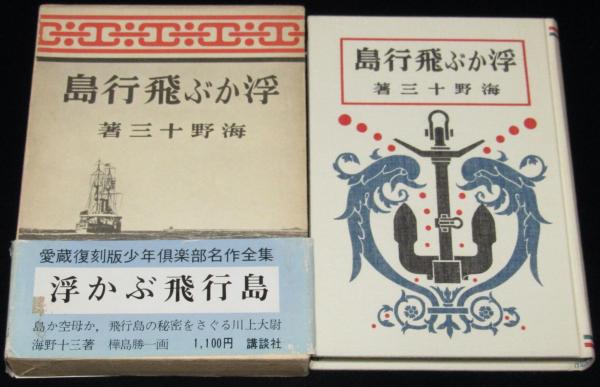 浮かぶ飛行島
海野十三著
愛蔵復刻版少年倶楽部名作全集
浮かぶ飛行島
島か空母か，飛行島の秘密をさぐる川上大尉
海野十三著 樺島勝一画 1,100円 講談社
浮かぶ飛行島
海野十三著